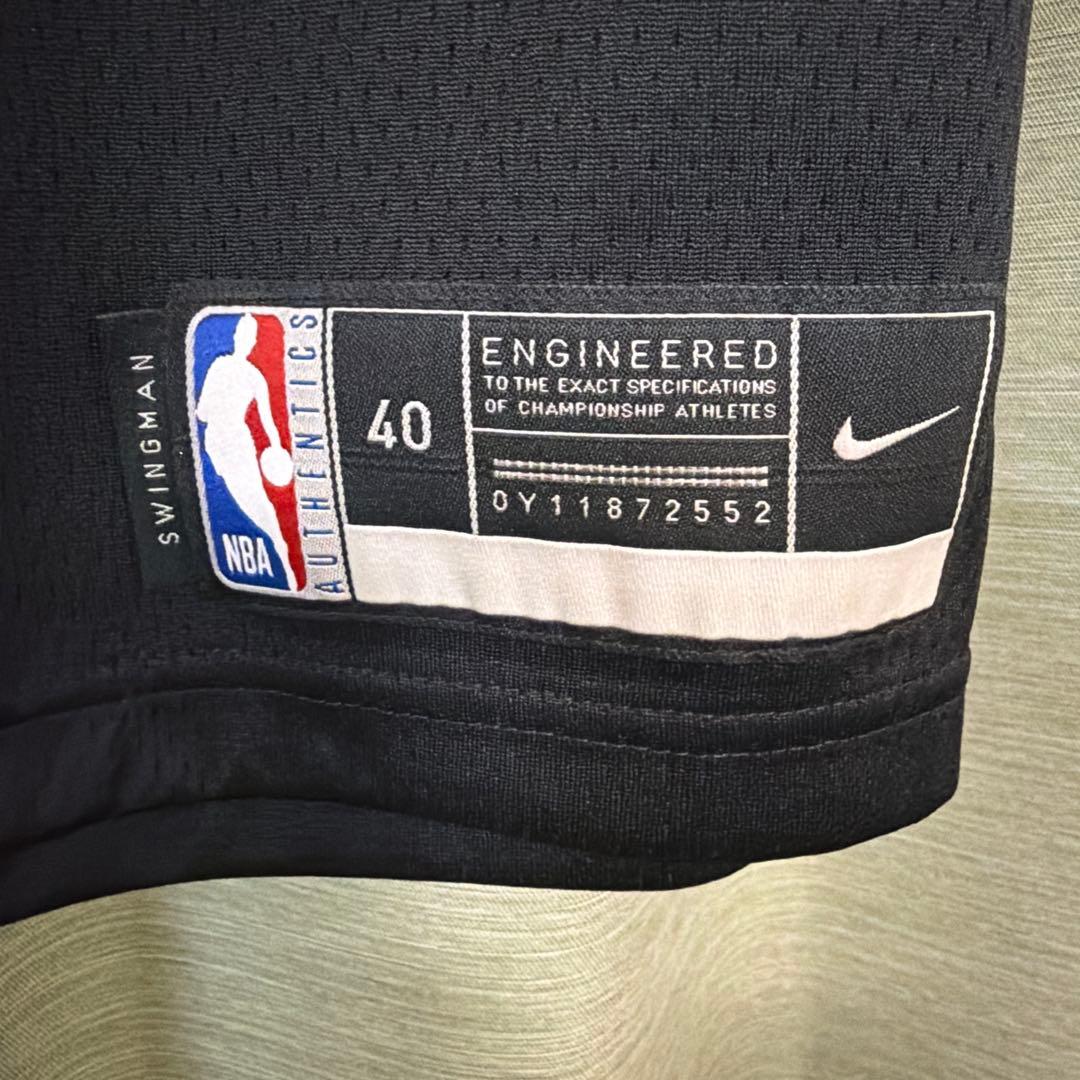 SWINGMAN
NBA
AUTHENTICS
40
ENGINEERED
TO THE EXACT SPECIFICATIONS
OF CHAMPIONSHIP ATHLETES
0Y11872552